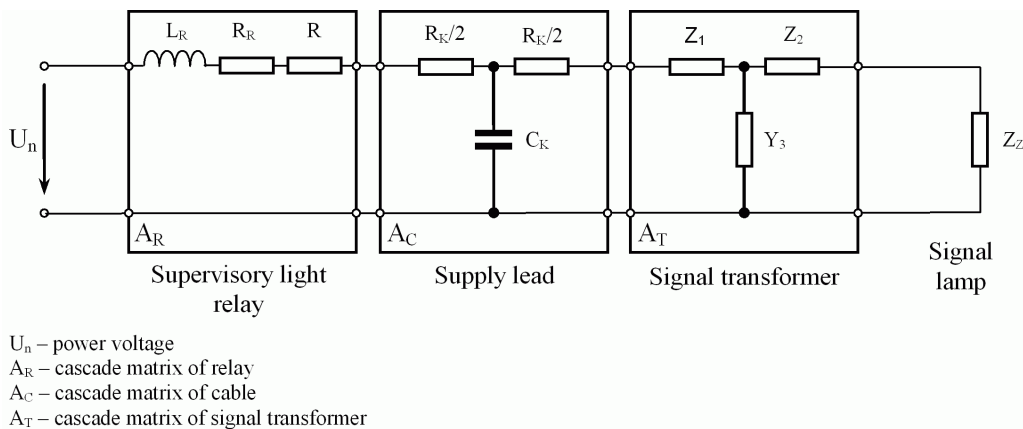 L_R R_R R R_K/2 R_K/2 Z_1 Z_2
U_n C_K Y_3 Z_Z
A_R A_C A_T
Supervisory light relay
Supply lead
Signal transformer
Signal lamp
U_n – power voltage
A_R – cascade matrix of relay
A_C – cascade matrix of cable
A_T – cascade matrix of signal transformer